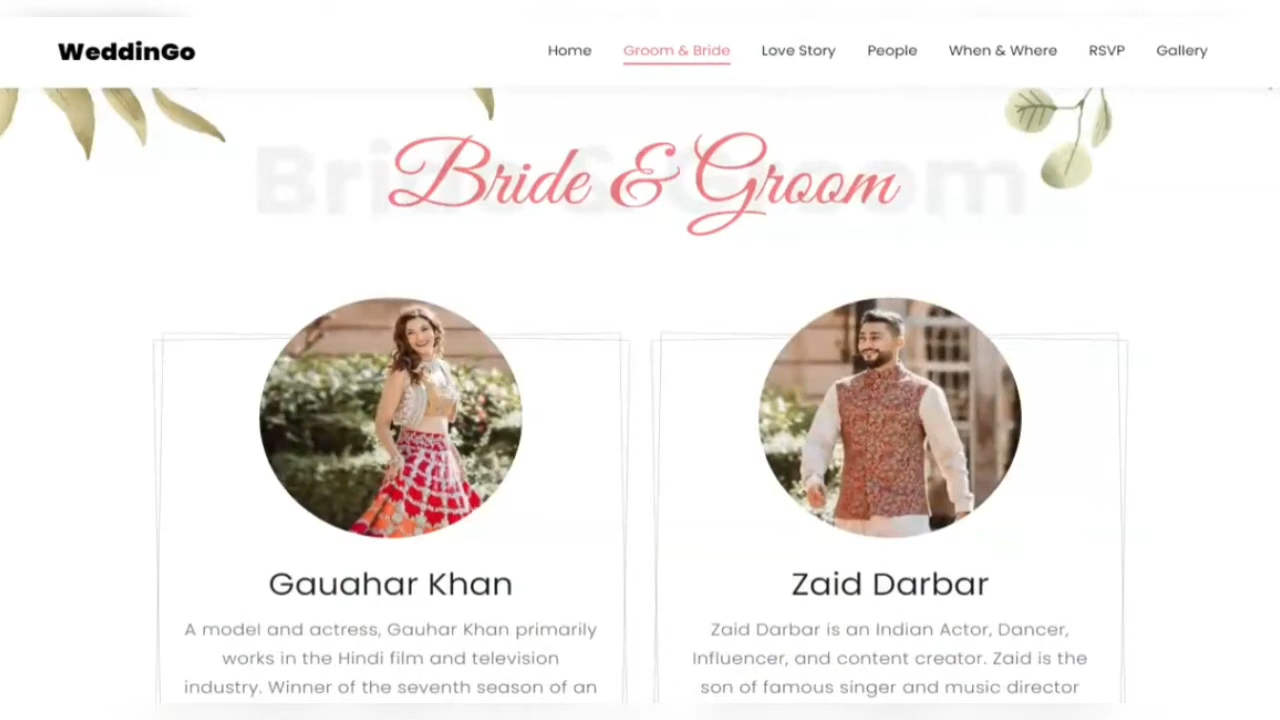 WeddinGo
Home Groom & Bride Love Story People When & Where RSVP Gallery
Bride & Groom
Bride & Groom
Gauahar Khan
A model and actress, Gauhar Khan primarily
works in the Hindi film and television
industry. Winner of the seventh season of an
Zaid Darbar
Zaid Darbar is an Indian Actor, Dancer,
Influencer, and content creator. Zaid is the
son of famous singer and music director